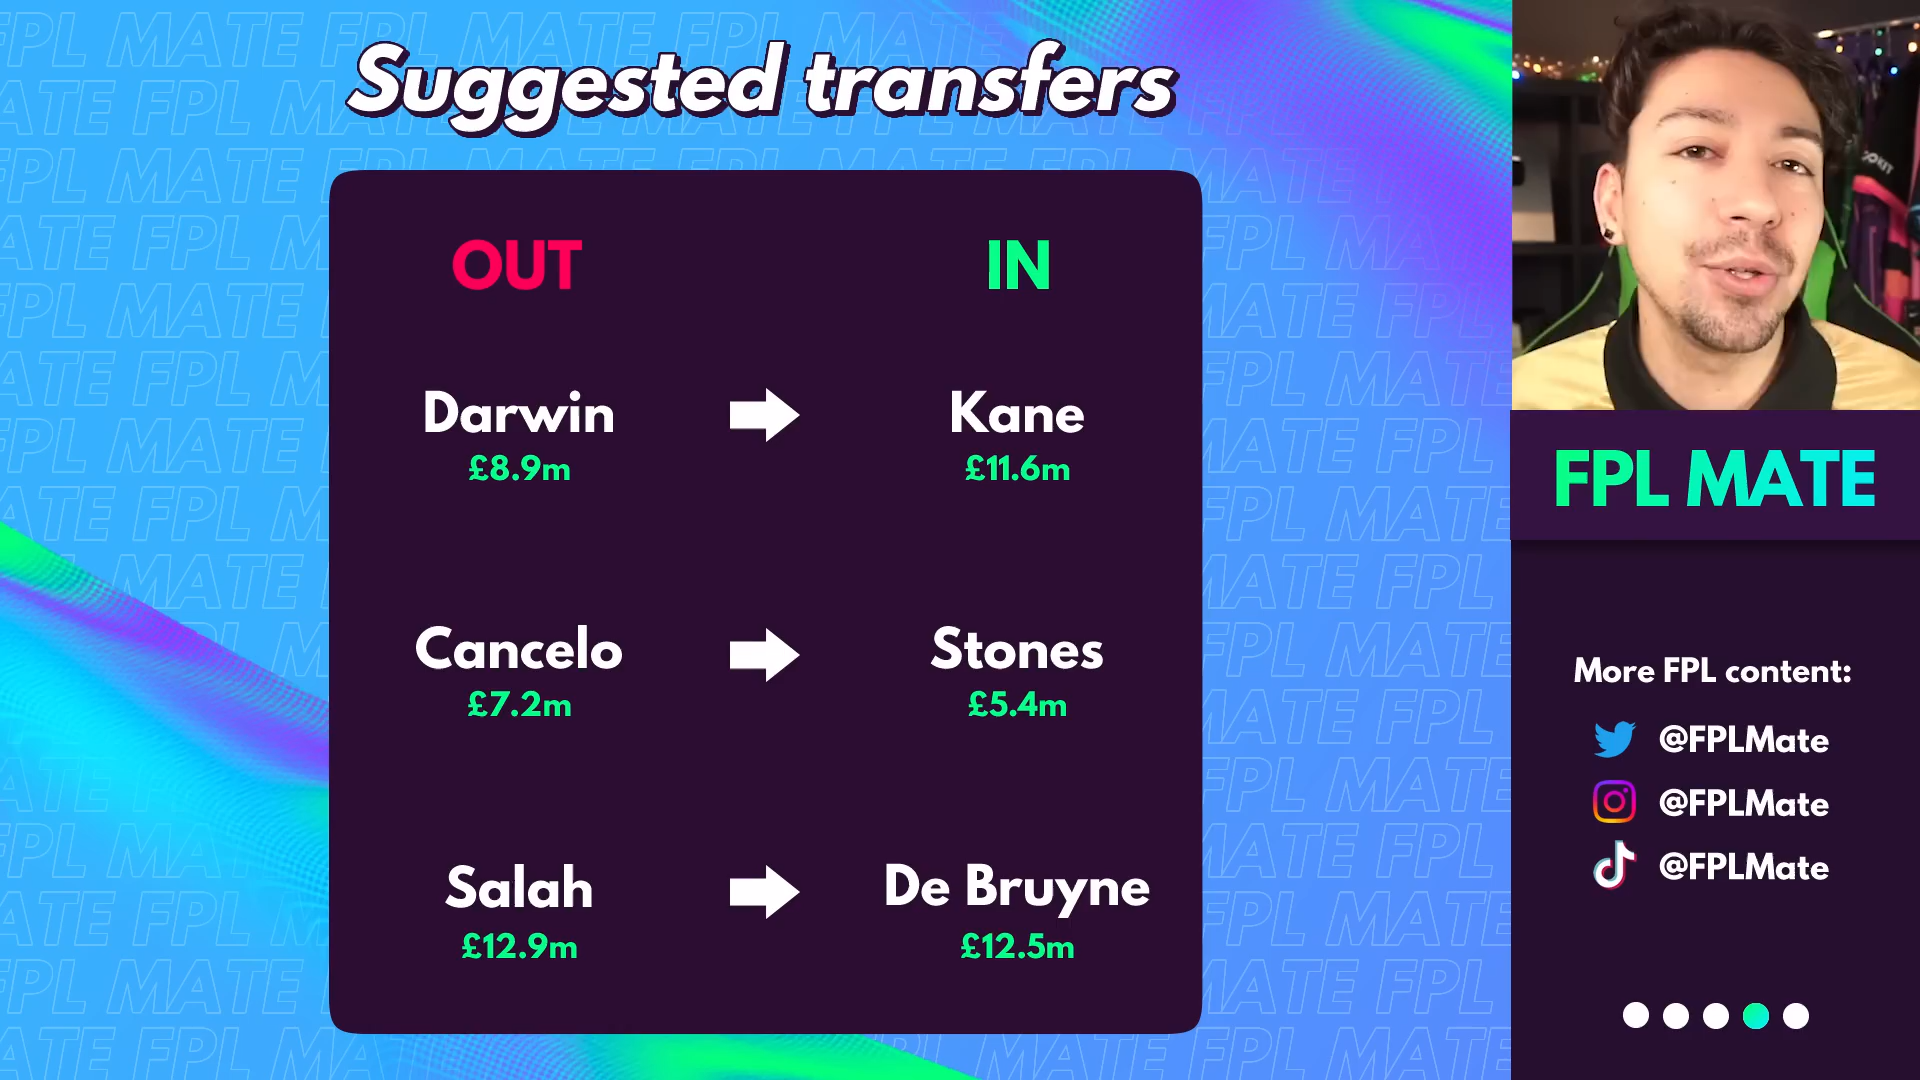 Suggested transfers
OUT
IN
Darwin
£8.9m
Kane
£11.6m
Cancelo
£7.2m
Stones
£5.4m
Salah
£12.9m
De Bruyne
£12.5m
FPL MATE
More FPL content:
@FPLMate
@FPLMate
@FPLMate